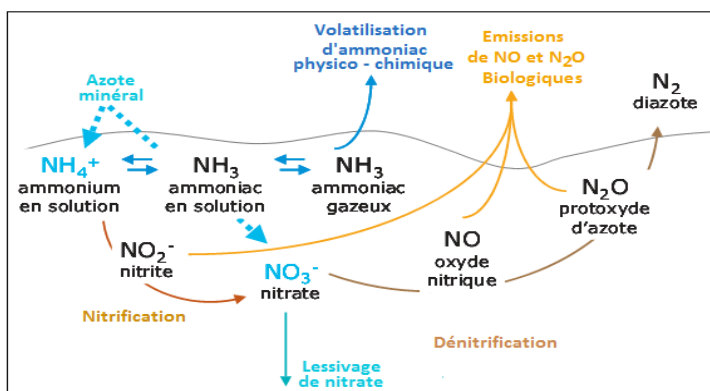 Volatilisation
d'ammoniac
physico - chimique
Emissions
de NO et N₂O
Biologiques
N₂
diazote
Azote
minéral
NH₄⁺
ammonium
en solution
NH₃
ammoniac
en solution
NH₃
ammoniac
gazeux
N₂O
protoxyde
d'azote
NO₂⁻
nitrite
NO₃⁻
nitrate
NO
oxyde
nitrique
Nitrification
Dénitrification
Lessivage
de nitrate